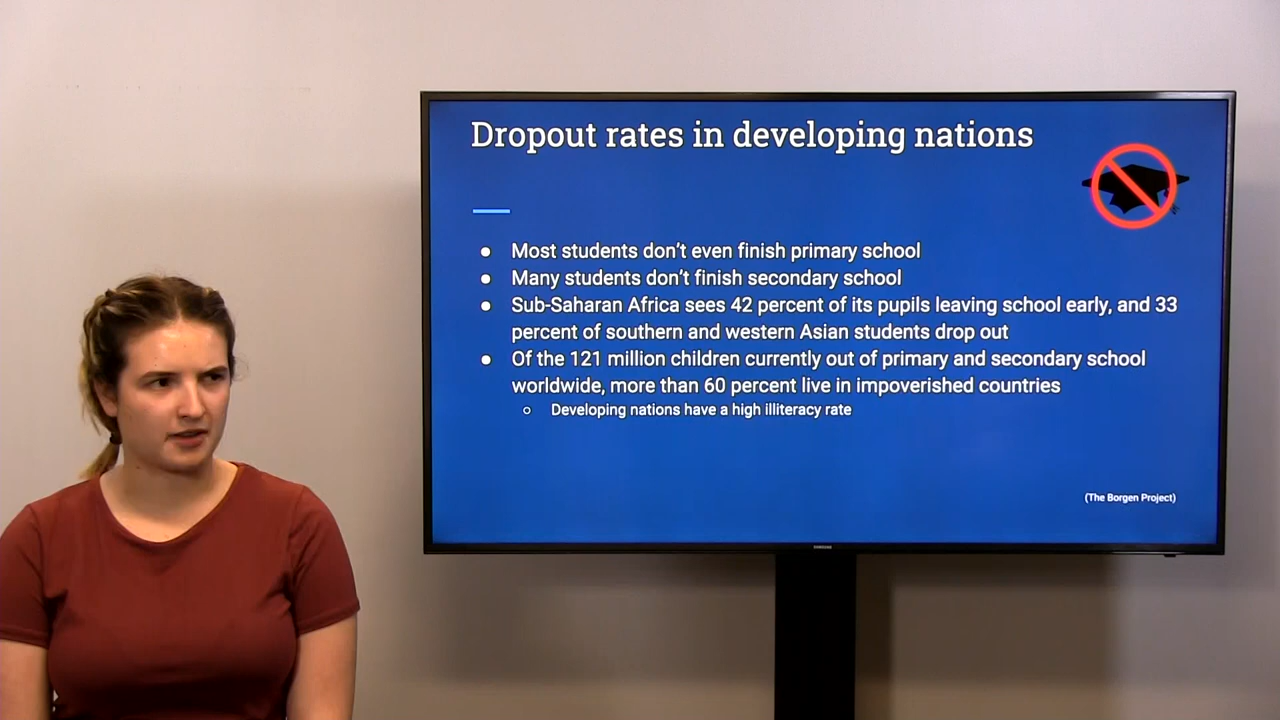 Dropout rates in developing nations
Most students don't even finish primary school
Many students don't finish secondary school
Sub-Saharan Africa sees 42 percent of its pupils leaving school early, and 33
percent of southern and western Asian students drop out
Of the 121 million children currently out of primary and secondary school
worldwide, more than 60 percent live in impoverished countries
Developing nations have a high illiteracy rate
(The Borgen Project)
SAMSUNG